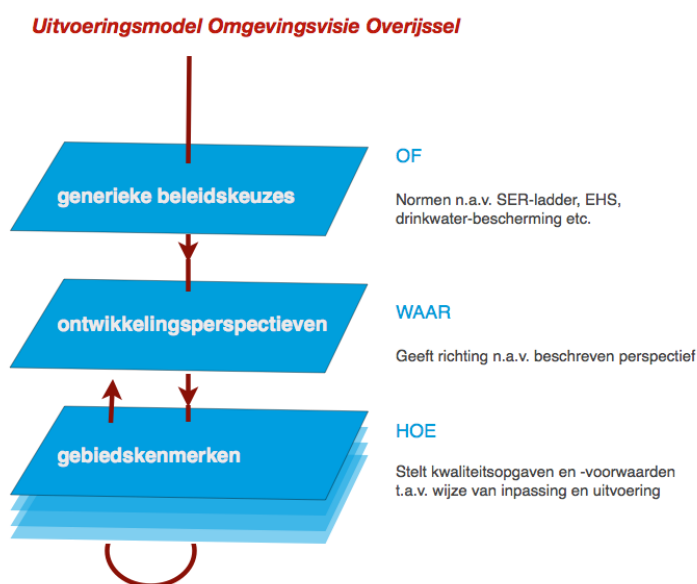 Uitvoeringsmodel Omgevingsvisie Overijssel
generieke beleidskeuzes
OF
Normen n.a.v. SER-ladder, EHS,
drinkwater-bescherming etc.
ontwikkelingsperspectieven
WAAR
Geeft richting n.a.v. beschreven perspectief
gebiedskenmerken
HOE
Stelt kwaliteitsopgaven en -voorwaarden
t.a.v. wijze van inpassing en uitvoering